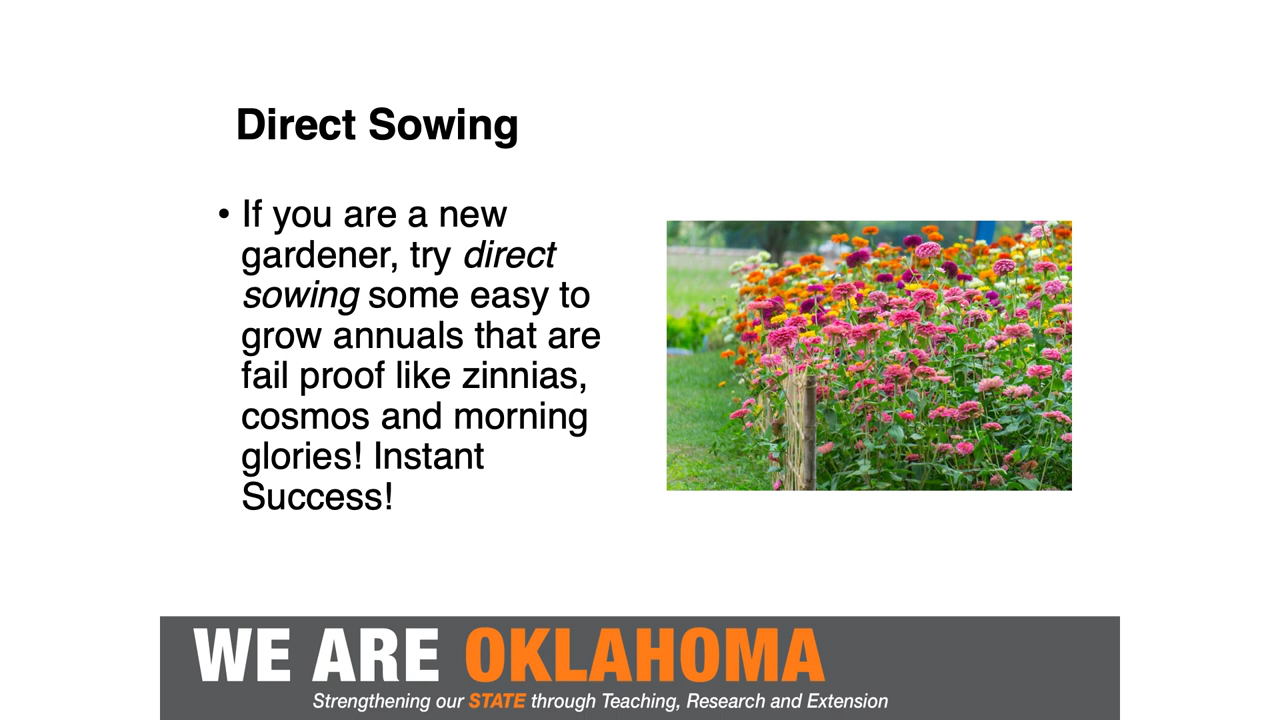 Direct Sowing
• If you are a new
gardener, try direct
sowing some easy to
grow annuals that are
fail proof like zinnias,
cosmos and morning
glories! Instant
Success!
WE ARE OKLAHOMA
Strengthening our STATE through Teaching, Research and Extension